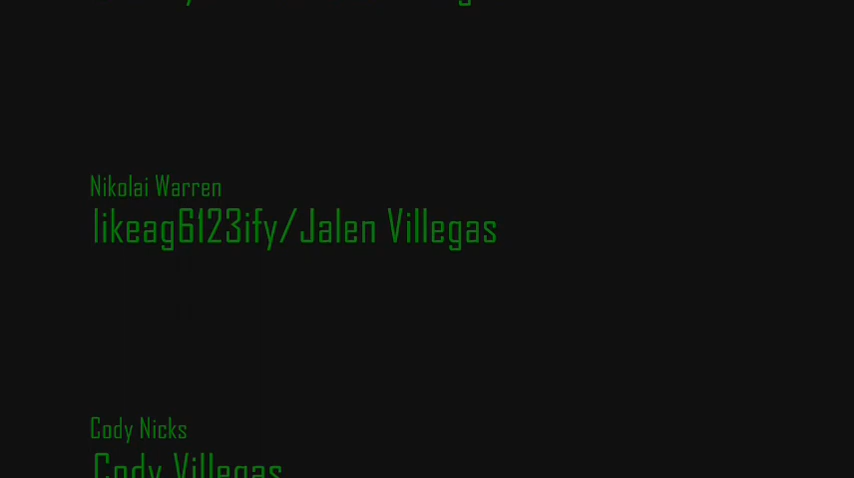 Nikolai Warren
likeag6123ify/Jalen Villegas
Cody Nicks
Cody Villegas